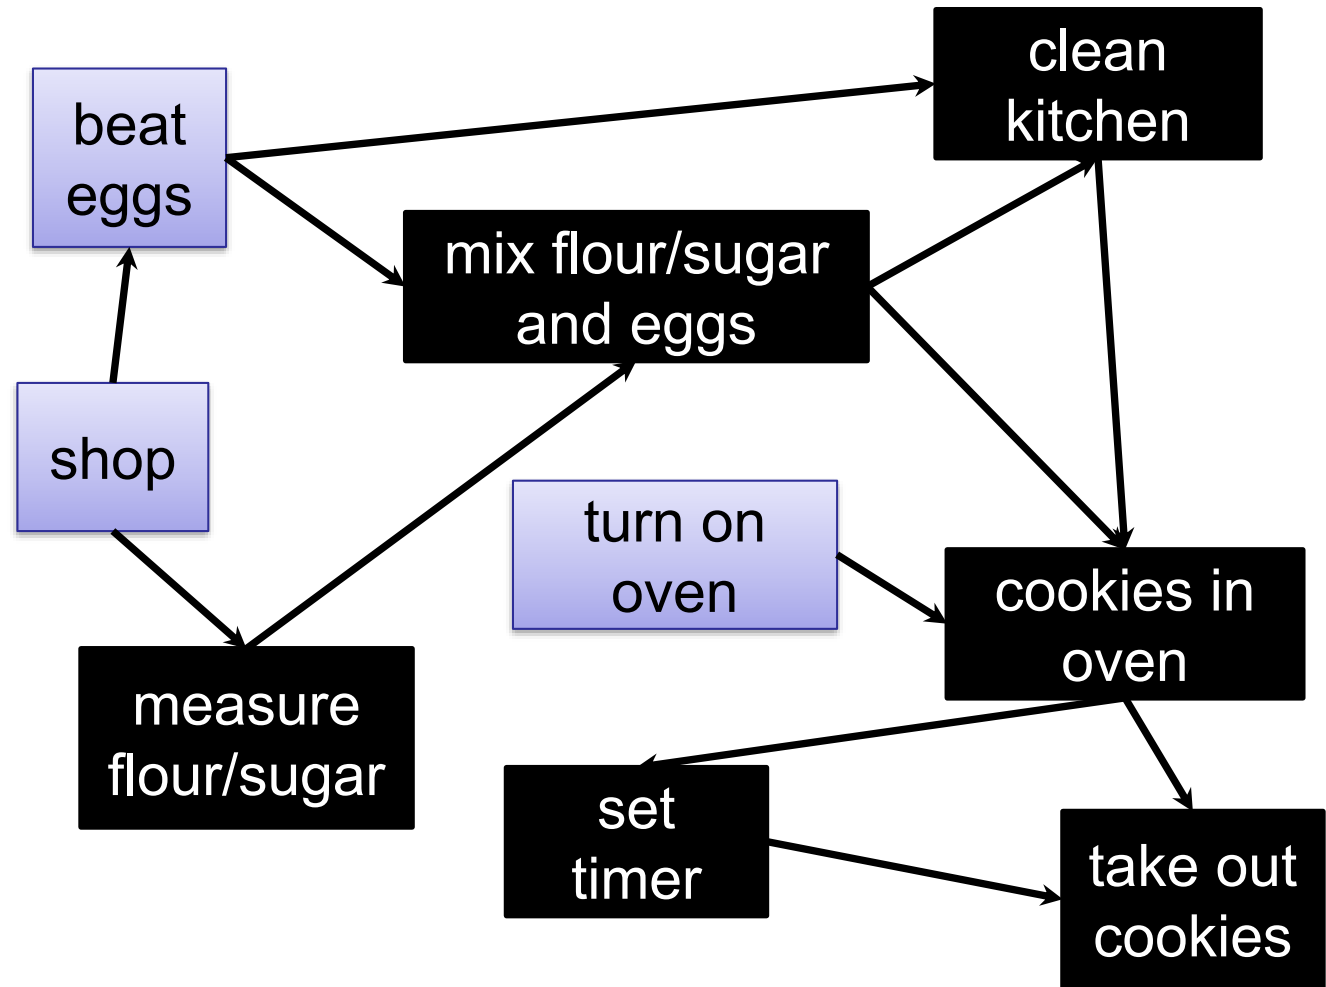 clean
kitchen
beat
eggs
mix flour/sugar
and eggs
shop
turn on
oven
cookies in
oven
measure
flour/sugar
set
timer
take out
cookies